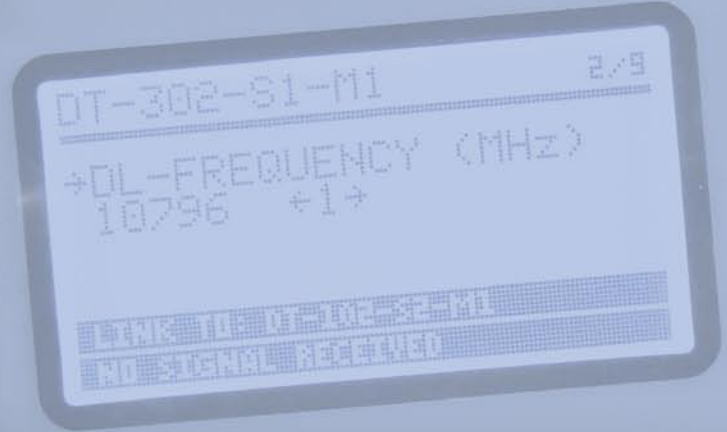 DT-302-S1-M1 2/9
→DL-FREQUENCY (MHz)
10796 ←1→
LINK TO: DT-102-S2-M1
NO SIGNAL RECEIVED